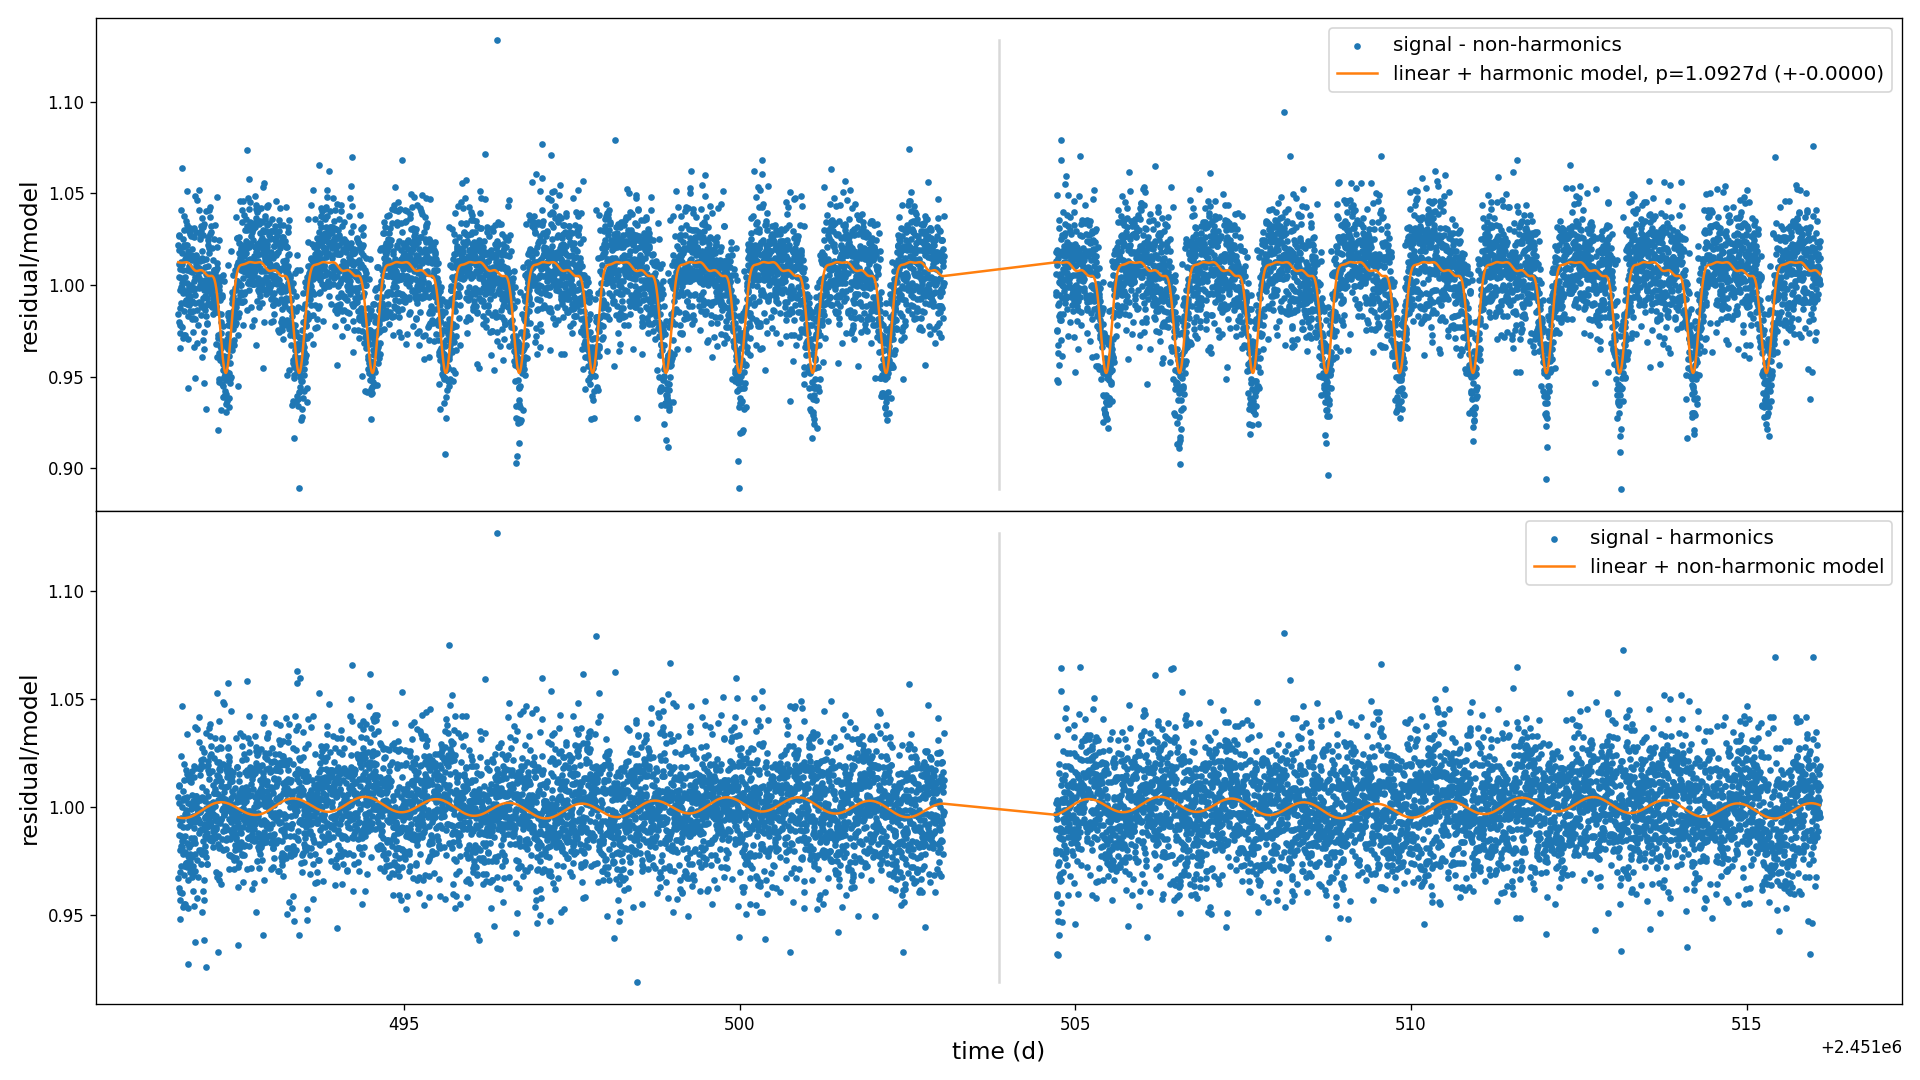 signal - non-harmonics
linear + harmonic model, p=1.0927d (+-0.0000)
residual/model
1.10
1.05
1.00
0.95
0.90
signal - harmonics
linear + non-harmonic model
residual/model
1.10
1.05
1.00
0.95
495 500 505 510 515
time (d)
+2.451e6